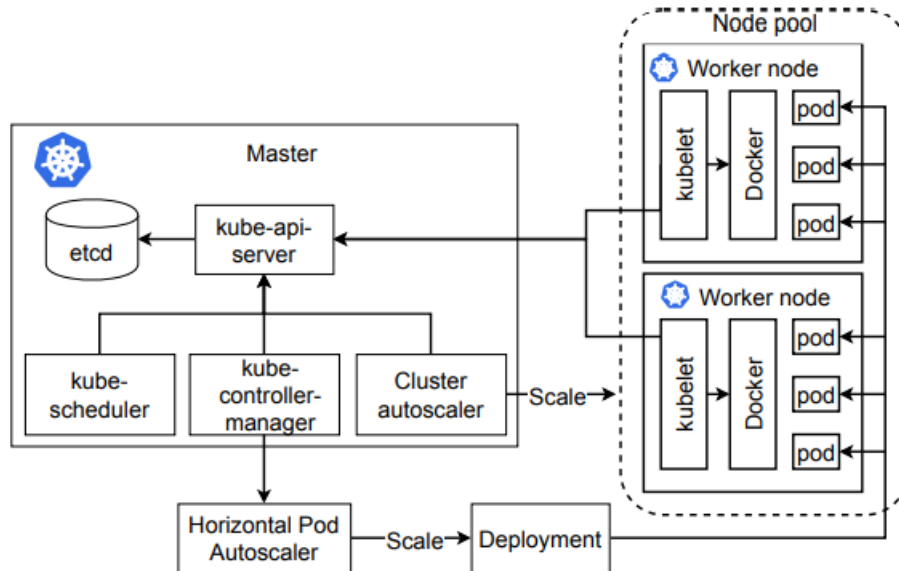 Node pool
Worker node
kubelet
Docker
pod
pod
pod
Master
etcd
kube-api-
server
Worker node
kubelet
Docker
pod
pod
pod
kube-
scheduler
kube-
controller-
manager
Cluster
autoscaler
Scale
Horizontal Pod
Autoscaler
Scale
Deployment